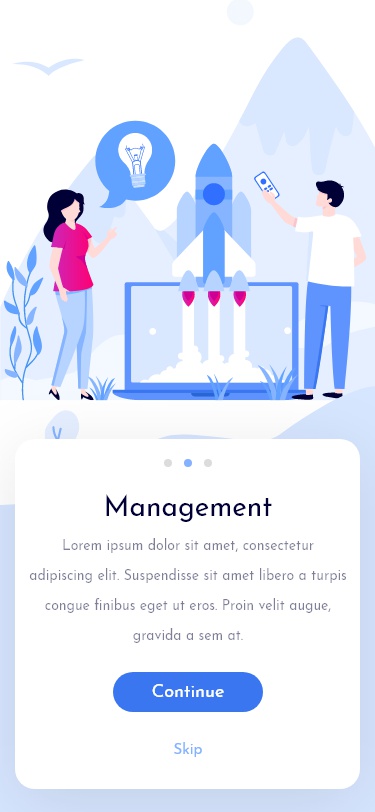 Management
Lorem ipsum dolor sit amet, consectetur
adipiscing elit. Suspendisse sit amet libero a turpis
congue finibus eget ut eros. Proin velit augue,
gravida a sem at.
Continue
Skip